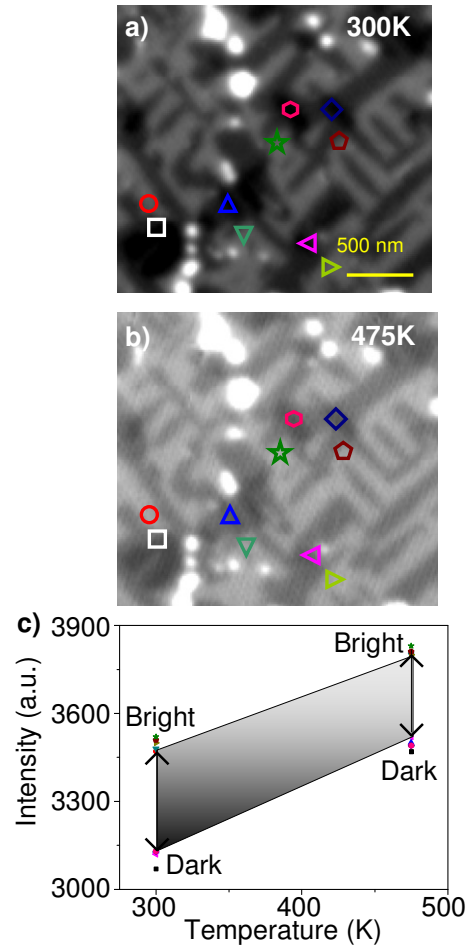 a)
300K
500 nm
b)
475K
c)
3900
3600
3300
3000
Intensity (a.u.)
Bright
Dark
Bright
Dark
300
400
500
Temperature (K)